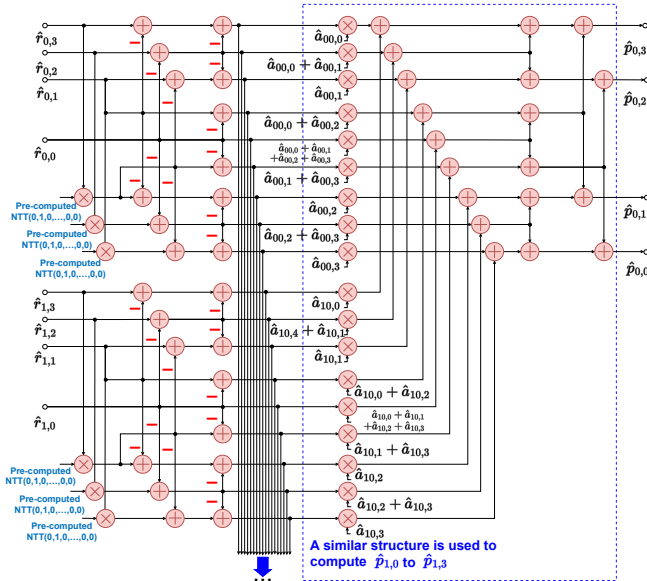 r̂₀,₃
r̂₀,₂
r̂₀,₁
r̂₀,₀
Pre-computed
NTT(0,1,0,...,0,0)
Pre-computed
NTT(0,1,0,...,0,0)
Pre-computed
NTT(0,1,0,...,0,0)
â₀₀,₀
â₀₀,₀ + â₀₀,₁
â₀₀,₁
â₀₀,₀ + â₀₀,₂
â₀₀,₀ + â₀₀,₁
+â₀₀,₂ + â₀₀,₃
â₀₀,₁ + â₀₀,₃
â₀₀,₂
â₀₀,₂ + â₀₀,₃
â₀₀,₃
p̂₀,₃
p̂₀,₂
p̂₀,₁
p̂₀,₀
r̂₁,₃
r̂₁,₂
r̂₁,₁
r̂₁,₀
Pre-computed
NTT(0,1,0,...,0,0)
Pre-computed
NTT(0,1,0,...,0,0)
Pre-computed
NTT(0,1,0,...,0,0)
â₁₀,₀
â₁₀,₄ + â₁₀,₁
â₁₀,₁
â₁₀,₀ + â₁₀,₂
â₁₀,₀ + â₁₀,₁
+â₁₀,₂ + â₁₀,₃
â₁₀,₁ + â₁₀,₃
â₁₀,₂
â₁₀,₂ + â₁₀,₃
â₁₀,₃
A similar structure is used to
compute p̂₁,₀ to p̂₁,₃
...